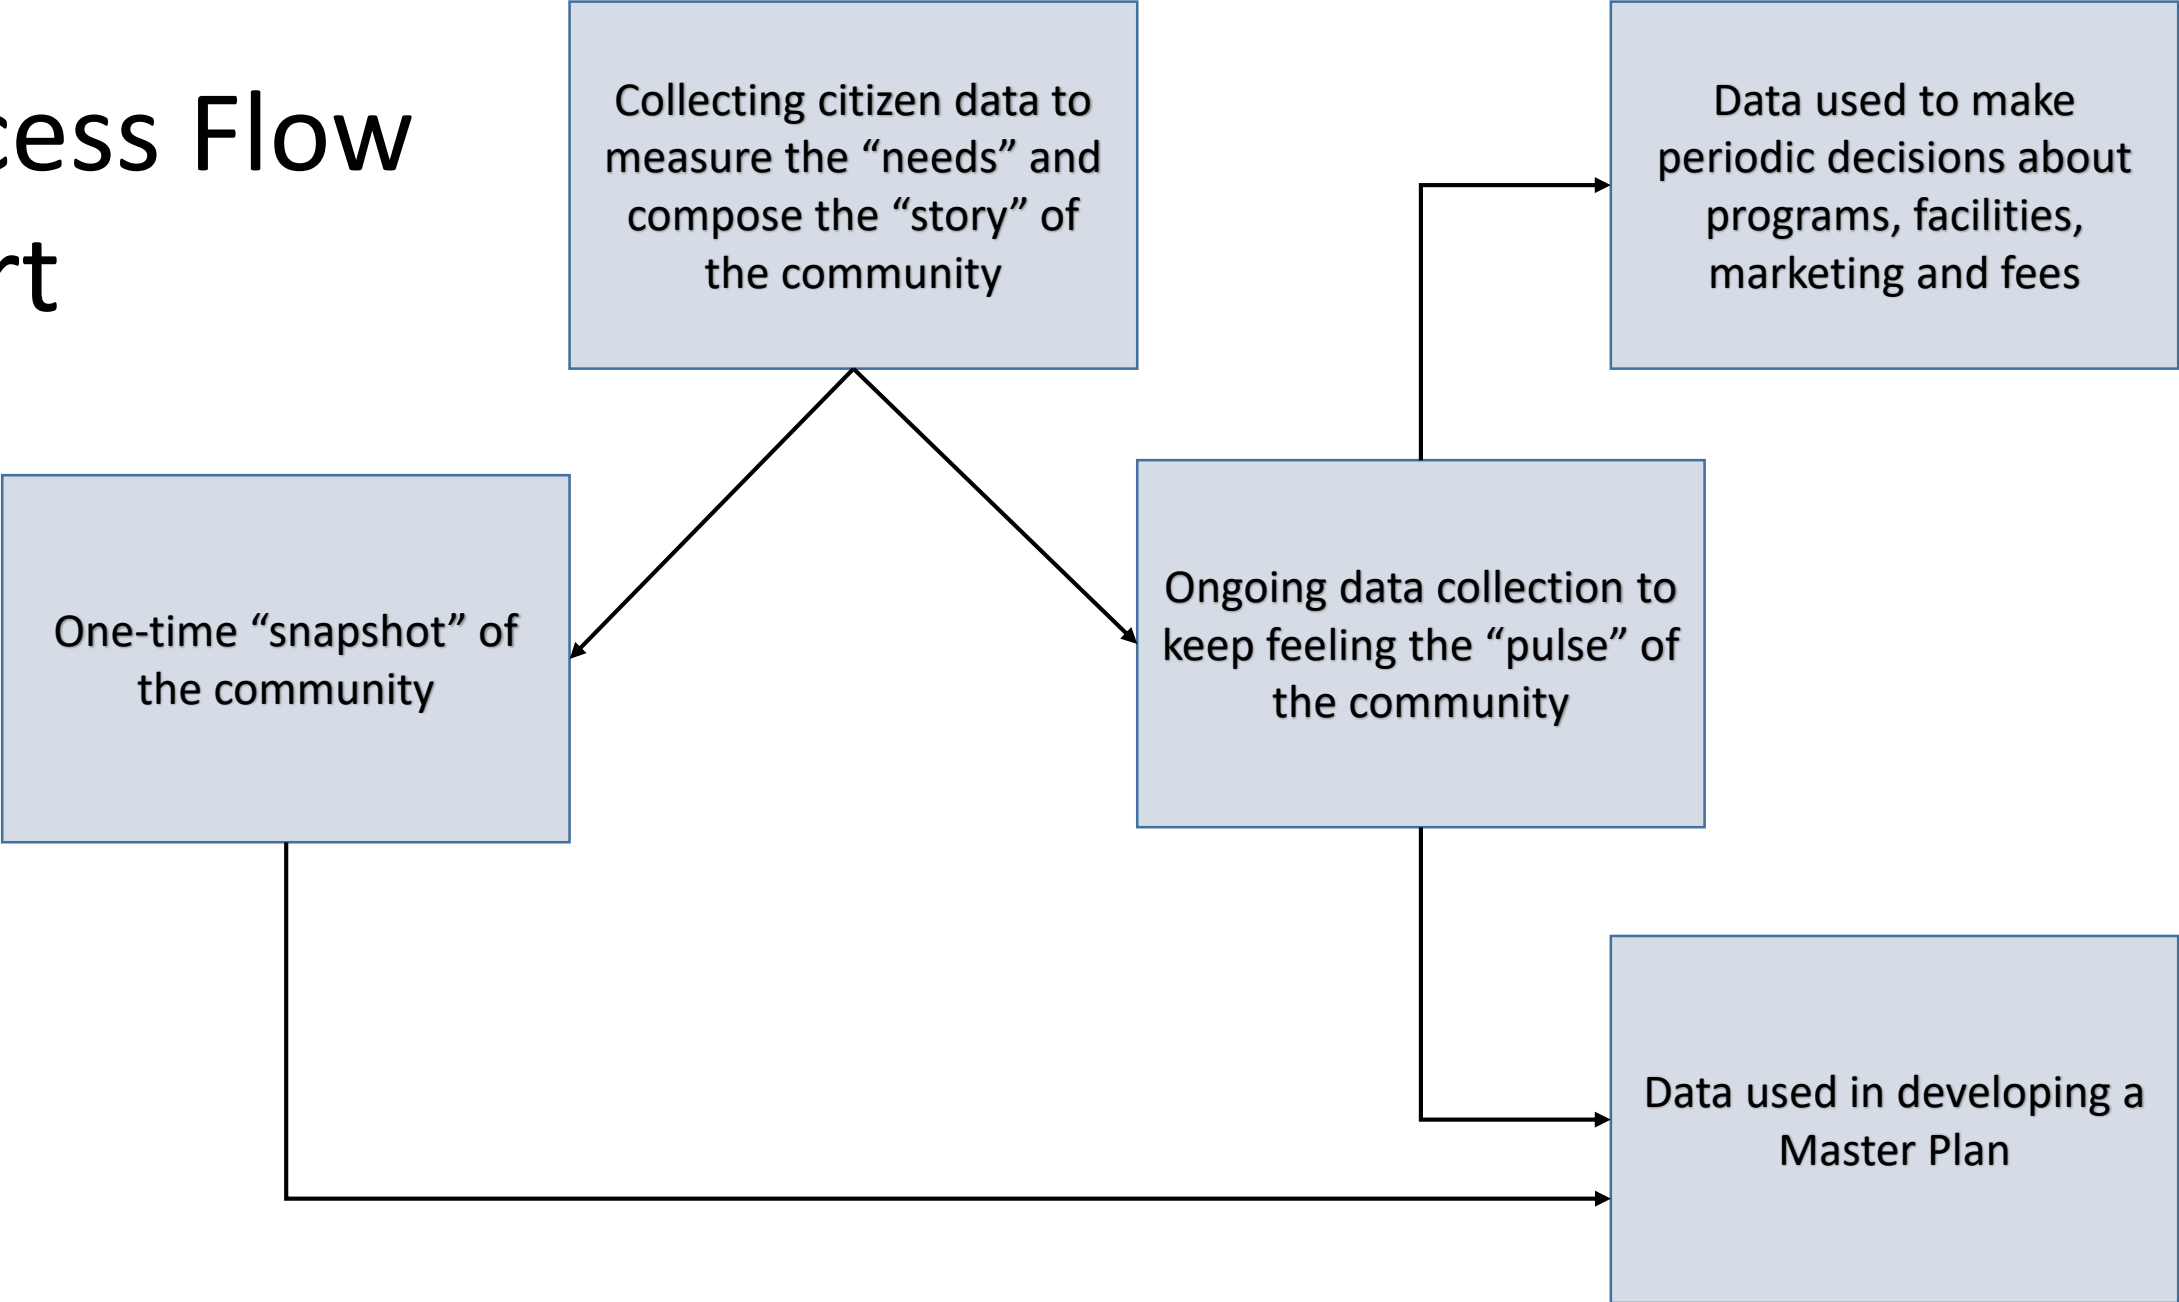 cess Flow
rt
Collecting citizen data to
measure the “needs” and
compose the “story” of
the community
Data used to make
periodic decisions about
programs, facilities,
marketing and fees
One-time “snapshot” of
the community
Ongoing data collection to
keep feeling the “pulse” of
the community
Data used in developing a
Master Plan